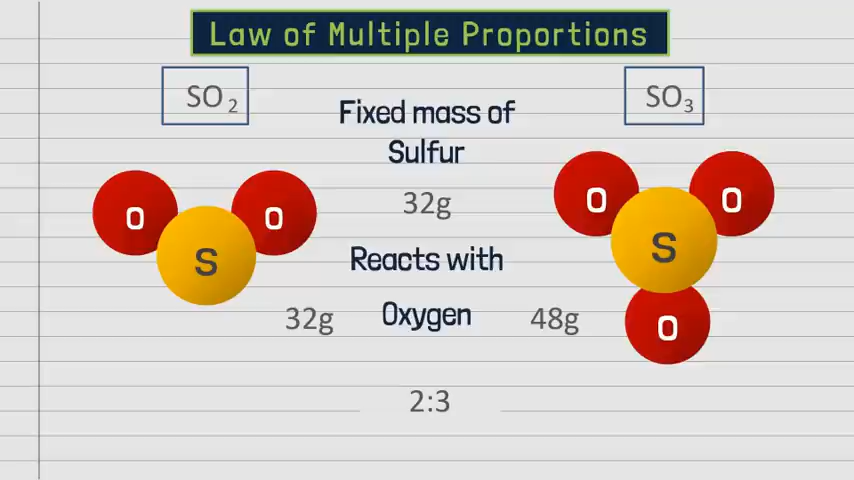 Law of Multiple Proportions
SO₂
SO₃
Fixed mass of
Sulfur
32g
Reacts with
Oxygen
32g
48g
2:3
O
O
S
O
O
S
O